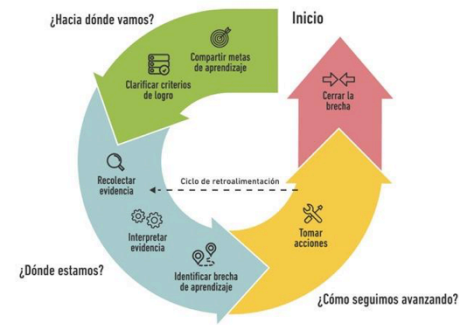 ¿Hacia dónde vamos?
Inicio
Compartir metas
de aprendizaje
Clarificar criterios
de logro
Cerrar la
brecha
Recolectar
evidencia
Ciclo de retroalimentación
Interpretar
evidencia
Tomar
acciones
Identificar brecha
de aprendizaje
¿Dónde estamos?
¿Cómo seguimos avanzando?